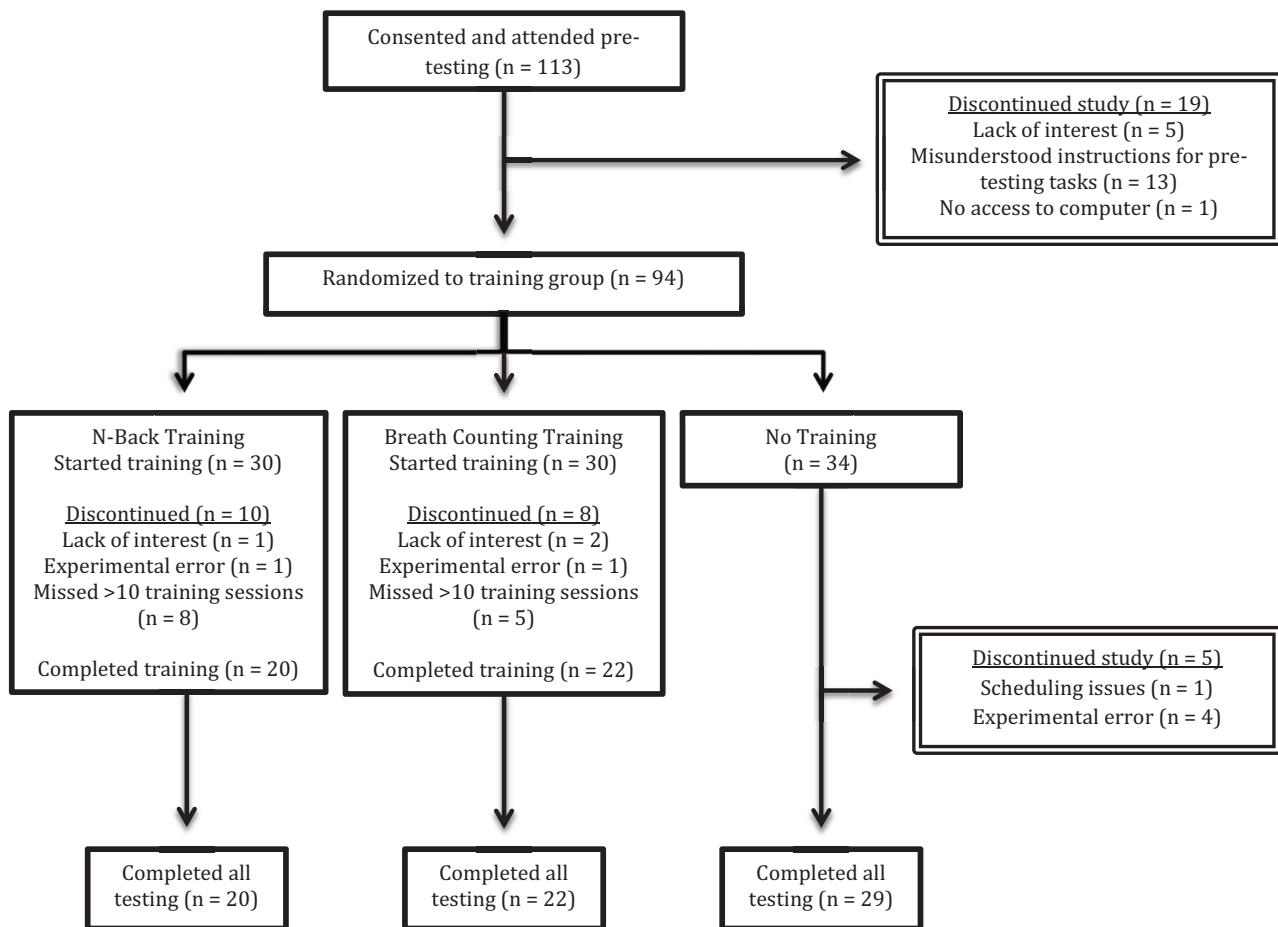 Consented and attended pre-
testing (n = 113)
Discontinued study (n = 19)
Lack of interest (n = 5)
Misunderstood instructions for pre-
testing tasks (n = 13)
No access to computer (n = 1)
Randomized to training group (n = 94)
N-Back Training
Started training (n = 30)
Discontinued (n = 10)
Lack of interest (n = 1)
Experimental error (n = 1)
Missed >10 training sessions
(n = 8)
Completed training (n = 20)
Breath Counting Training
Started training (n = 30)
Discontinued (n = 8)
Lack of interest (n = 2)
Experimental error (n = 1)
Missed >10 training sessions
(n = 5)
Completed training (n = 22)
No Training
(n = 34)
Discontinued study (n = 5)
Scheduling issues (n = 1)
Experimental error (n = 4)
Completed all
testing (n = 20)
Completed all
testing (n = 22)
Completed all
testing (n = 29)